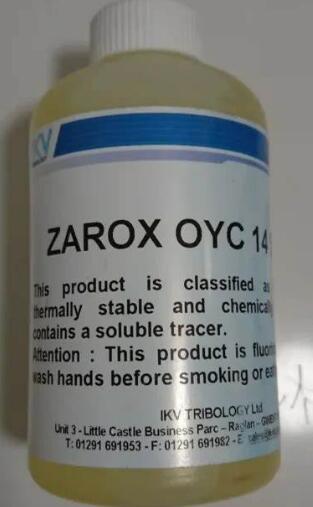 ZAROX OYC 14
This product is classified as
thermally stable and chemically
contains a soluble tracer.
Attention : This product is
wash hands before smoking or
IKV TRIBOLOGY Ltd
Unit 3 - Little Castle Business Parc - Raglan -
T: 01291 691953 - F: 01291 691982 - E: